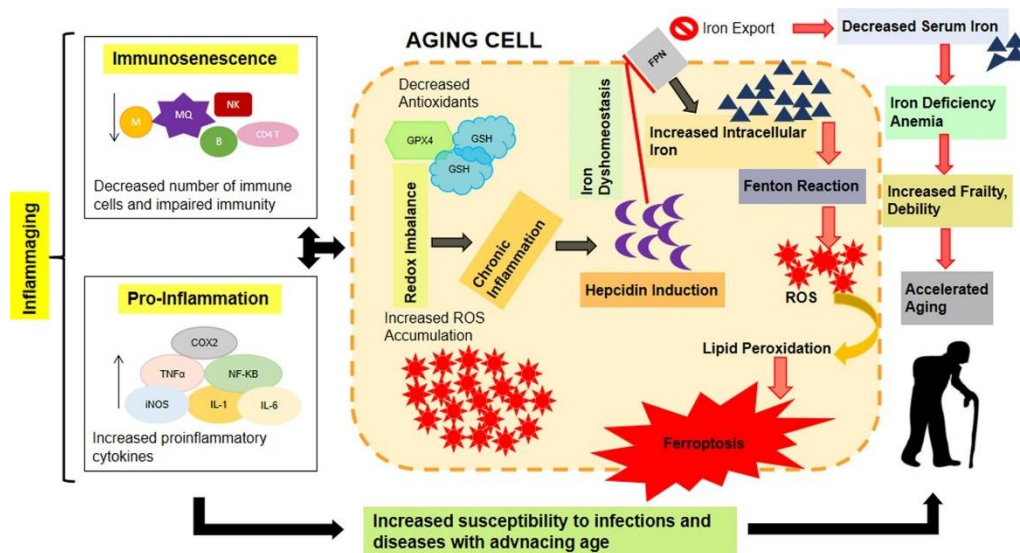 Inflammaging
Immunosenescence
M
MQ
NK
B
CD4 T
Decreased number of immune
cells and impaired immunity
Pro-Inflammation
COX2
TNFα
NF-KB
iNOS
IL-1
IL-6
Increased proinflammatory
cytokines
AGING CELL
Decreased
Antioxidants
GPX4
GSH
GSH
Redox Imbalance
Increased ROS
Accumulation
Chronic
Inflammation
Iron
Dyshomeostasis
Hepcidin Induction
FPN
Iron Export
Increased Intracellular
Iron
Fenton Reaction
ROS
Lipid Peroxidation
Ferroptosis
Decreased Serum Iron
Iron Deficiency
Anemia
Increased Frailty,
Debility
Accelerated
Aging
Increased susceptibility to infections and
diseases with advnacing age